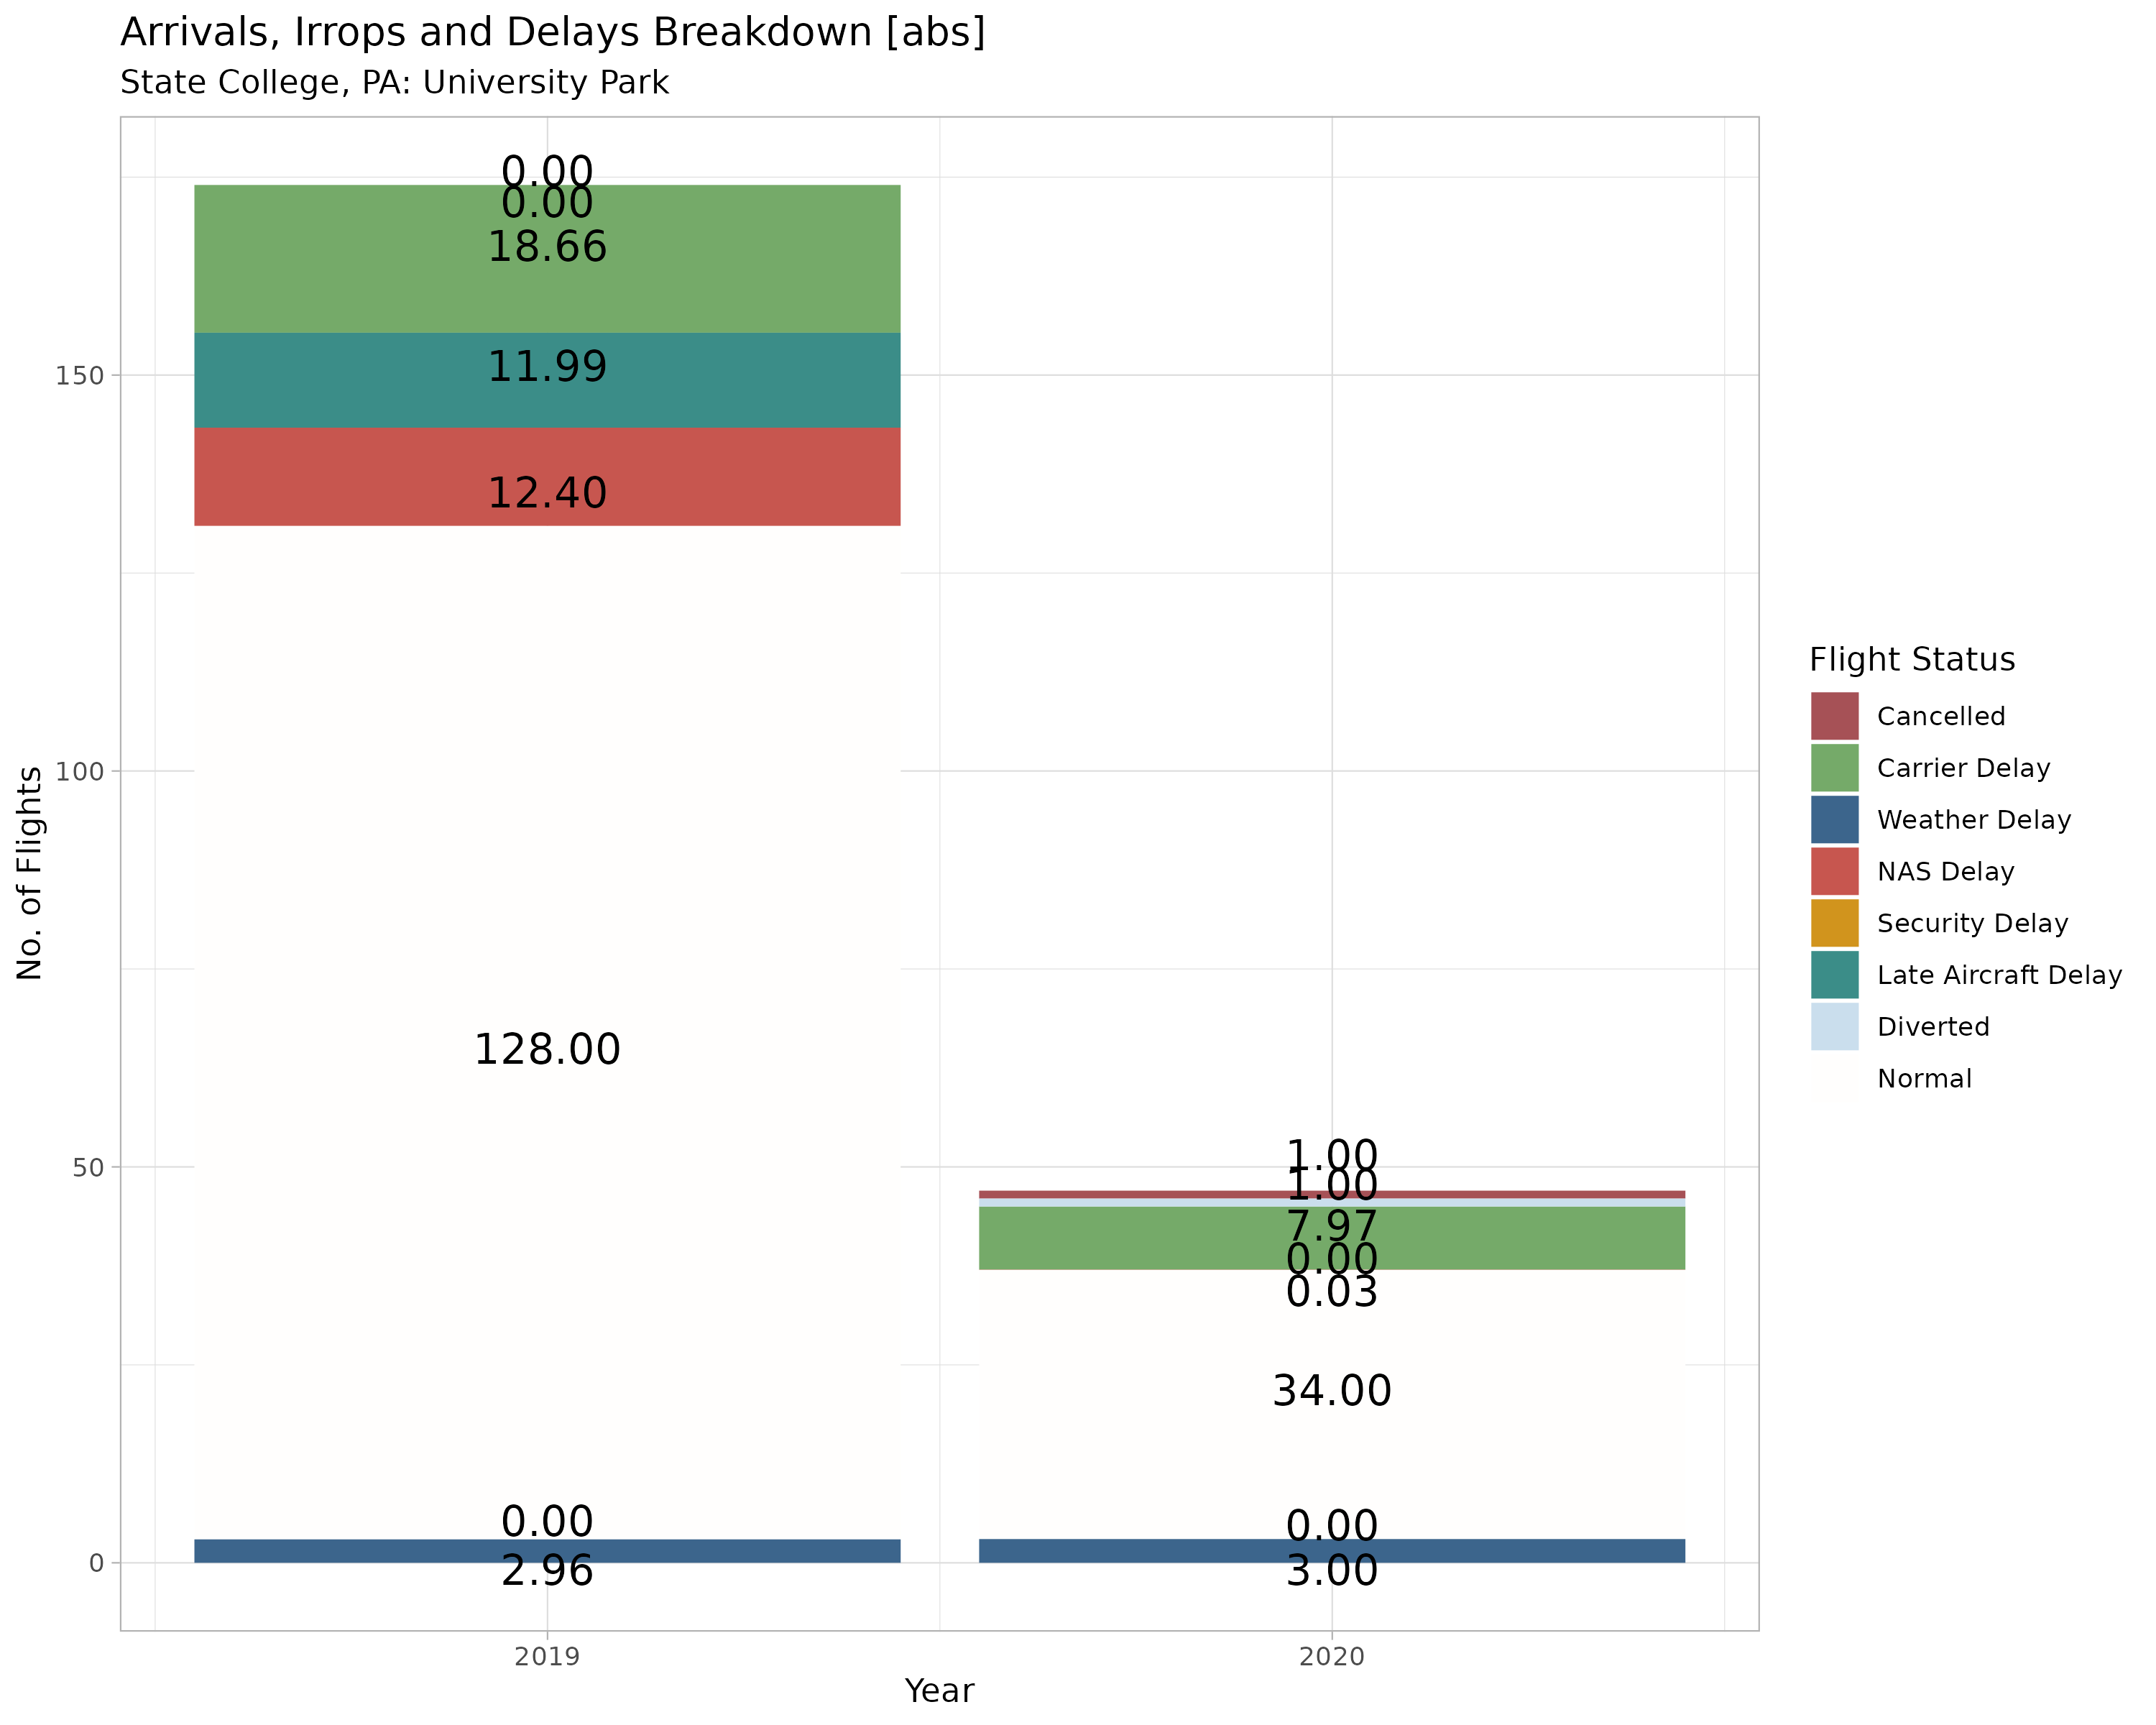 Arrivals, Irrops and Delays Breakdown [abs]
State College, PA: University Park
0.00
0.00
18.66
11.99
12.40
128.00
0.00
2.96
1.00
1.00
7.97
0.00
0.03
34.00
0.00
3.00
150
100
50
0
No. of Flights
2019
2020
Year
Flight Status
Cancelled
Carrier Delay
Weather Delay
NAS Delay
Security Delay
Late Aircraft Delay
Diverted
Normal